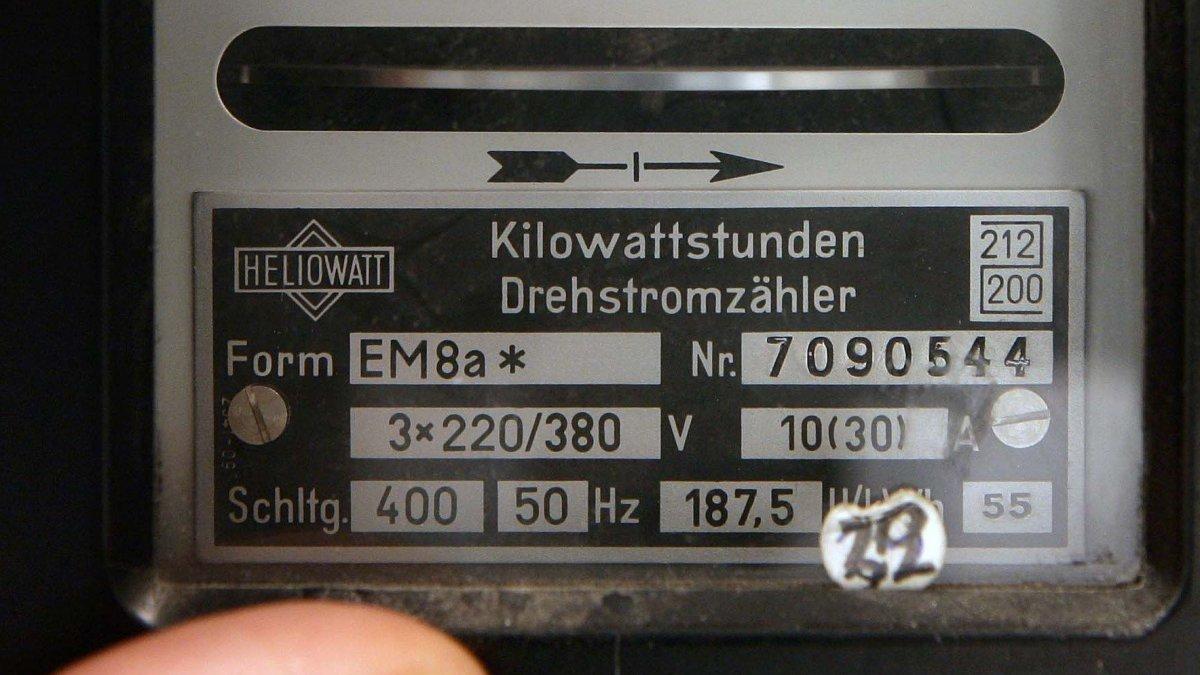 HELIOWATT
Kilowattstunden
Drehstromzähler
212
200
Form EM8a* Nr. 7090544
3×220/380 V 10(30) A
Schltg. 400 50 Hz 187,5 55